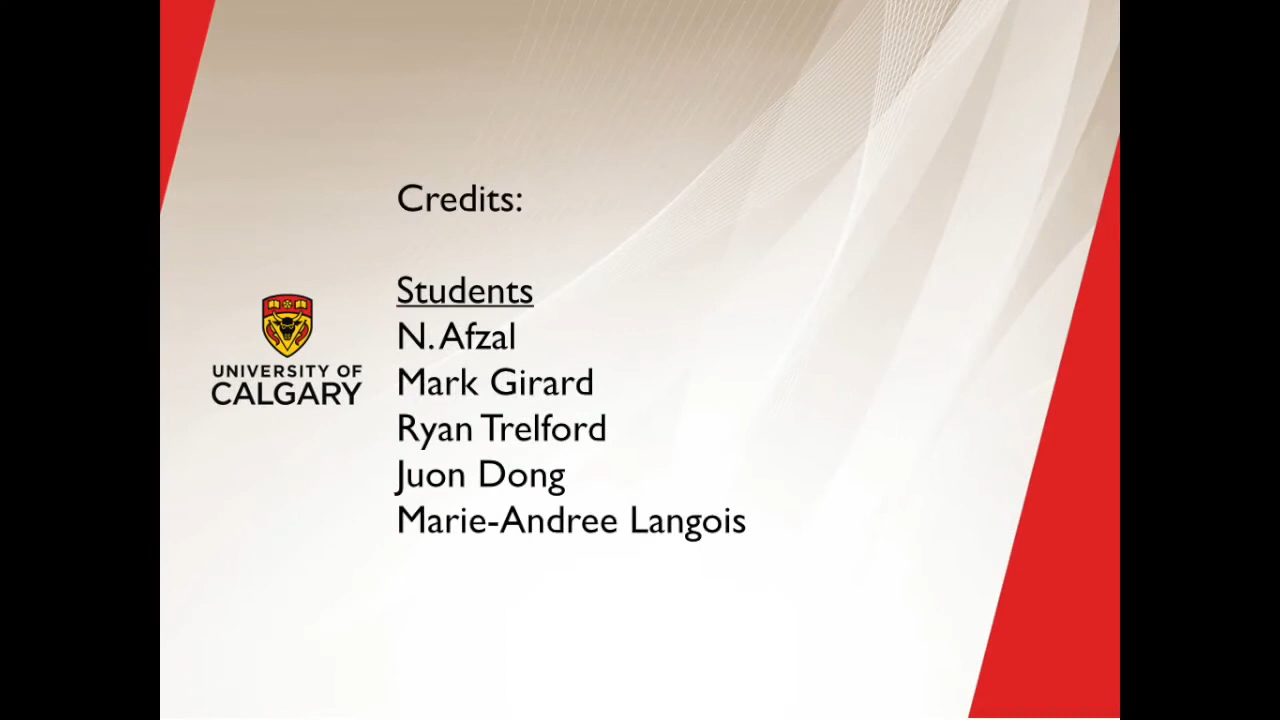 Credits:
Students
N. Afzal
Mark Girard
Ryan Trelford
Juon Dong
Marie-Andree Langois
UNIVERSITY OF
CALGARY